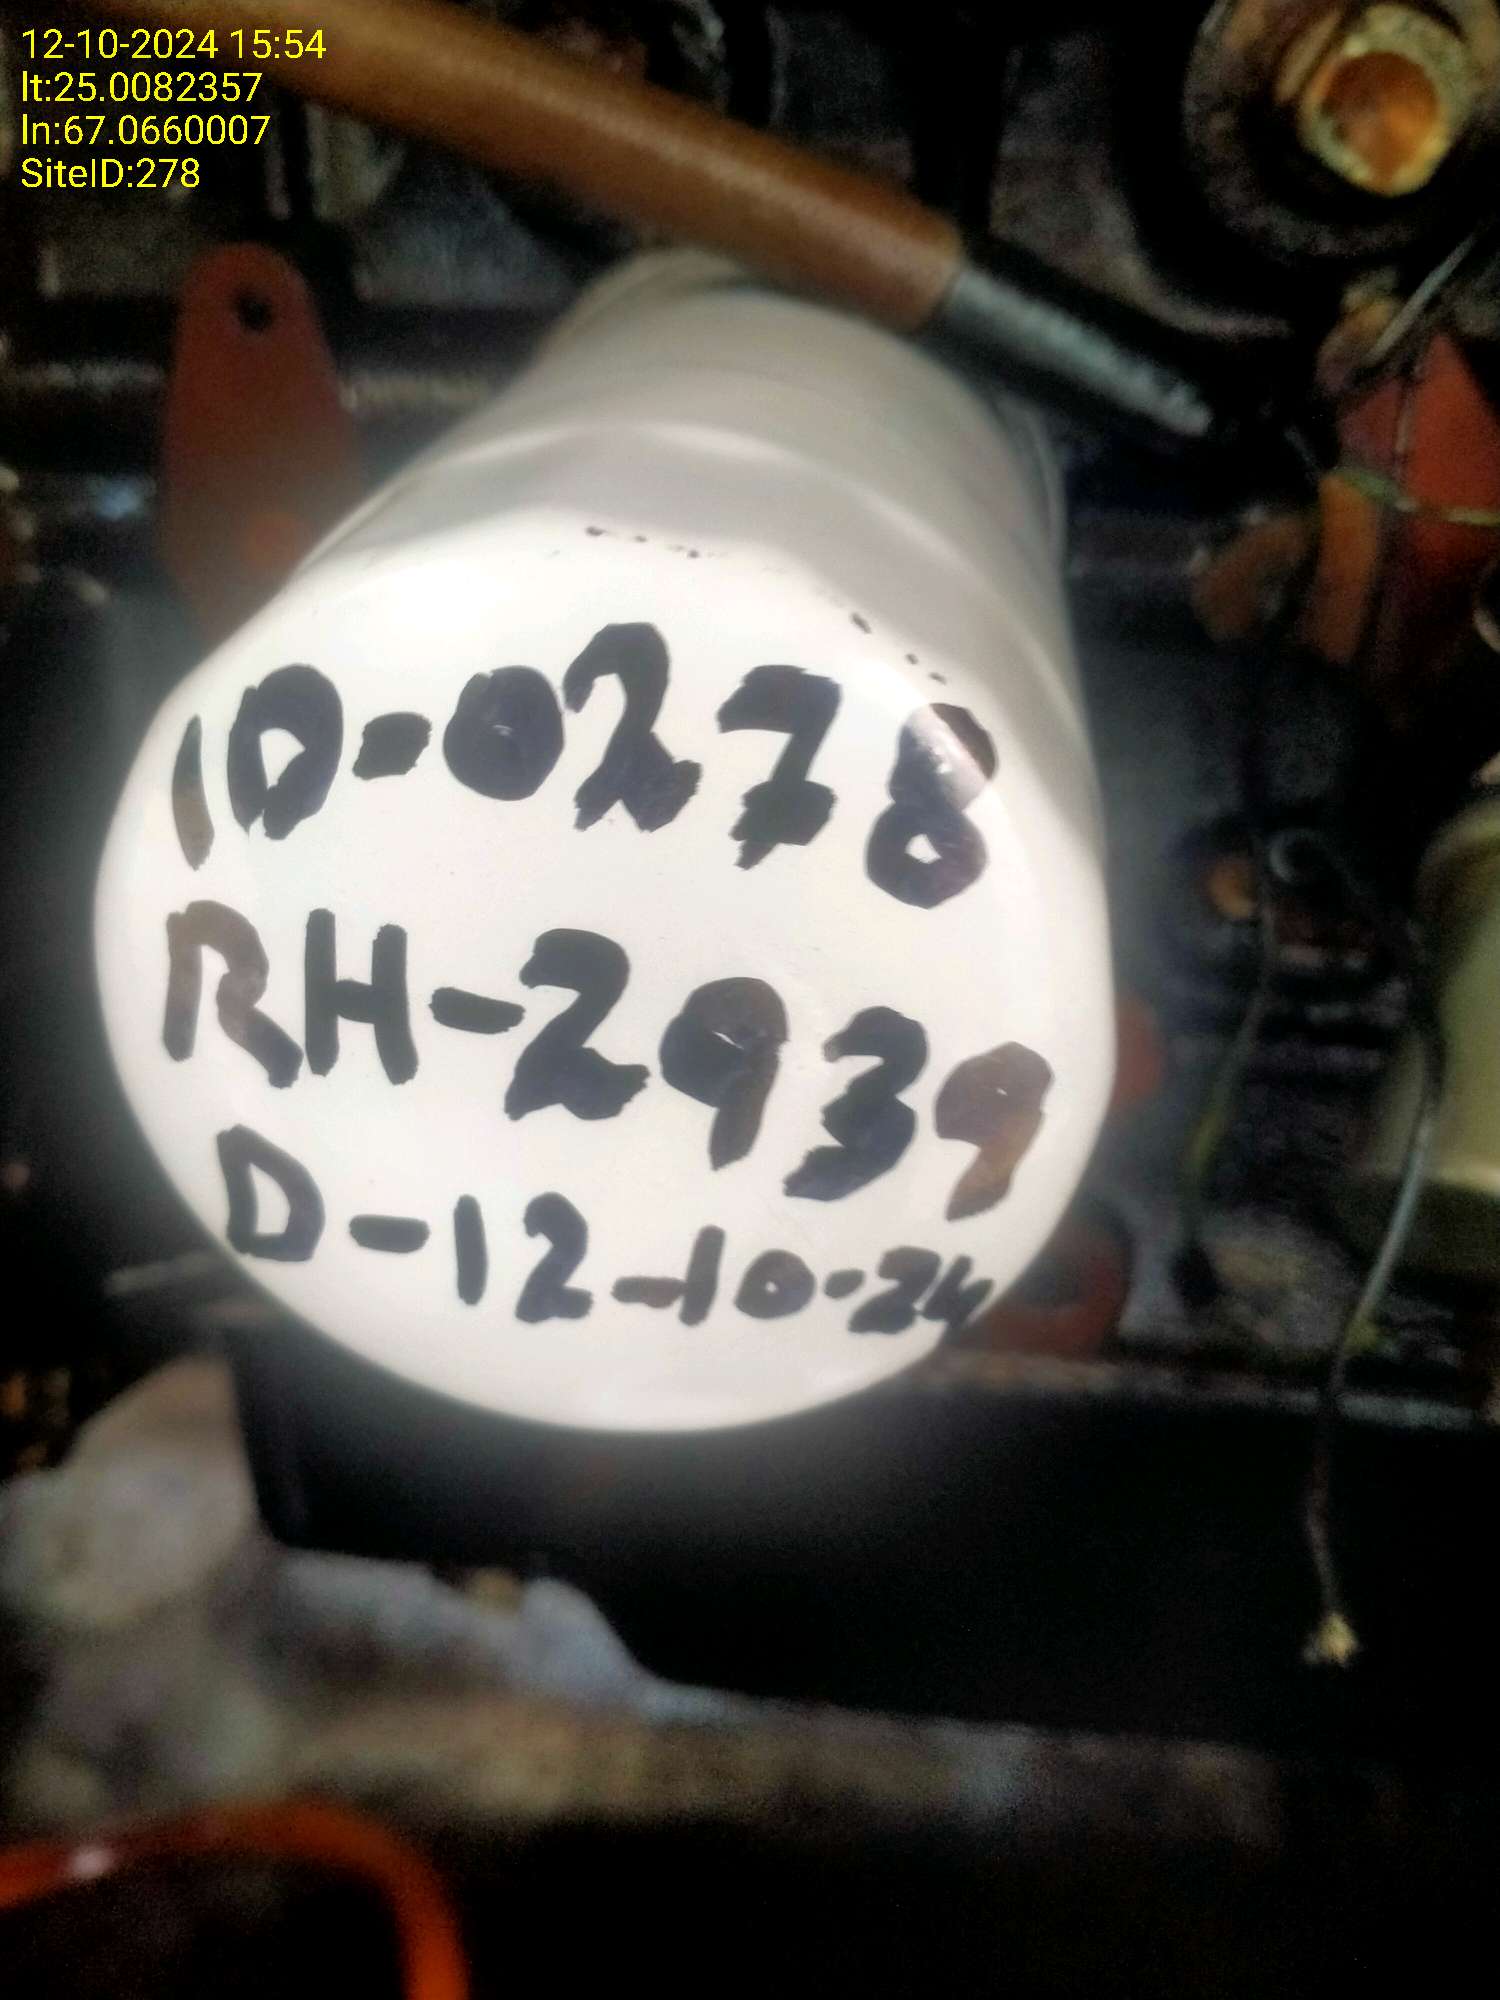 12-10-2024 15:54
lt:25.0082357
ln:67.0660007
SiteID:278
ID-0278
RH-2939
D-12-10-24